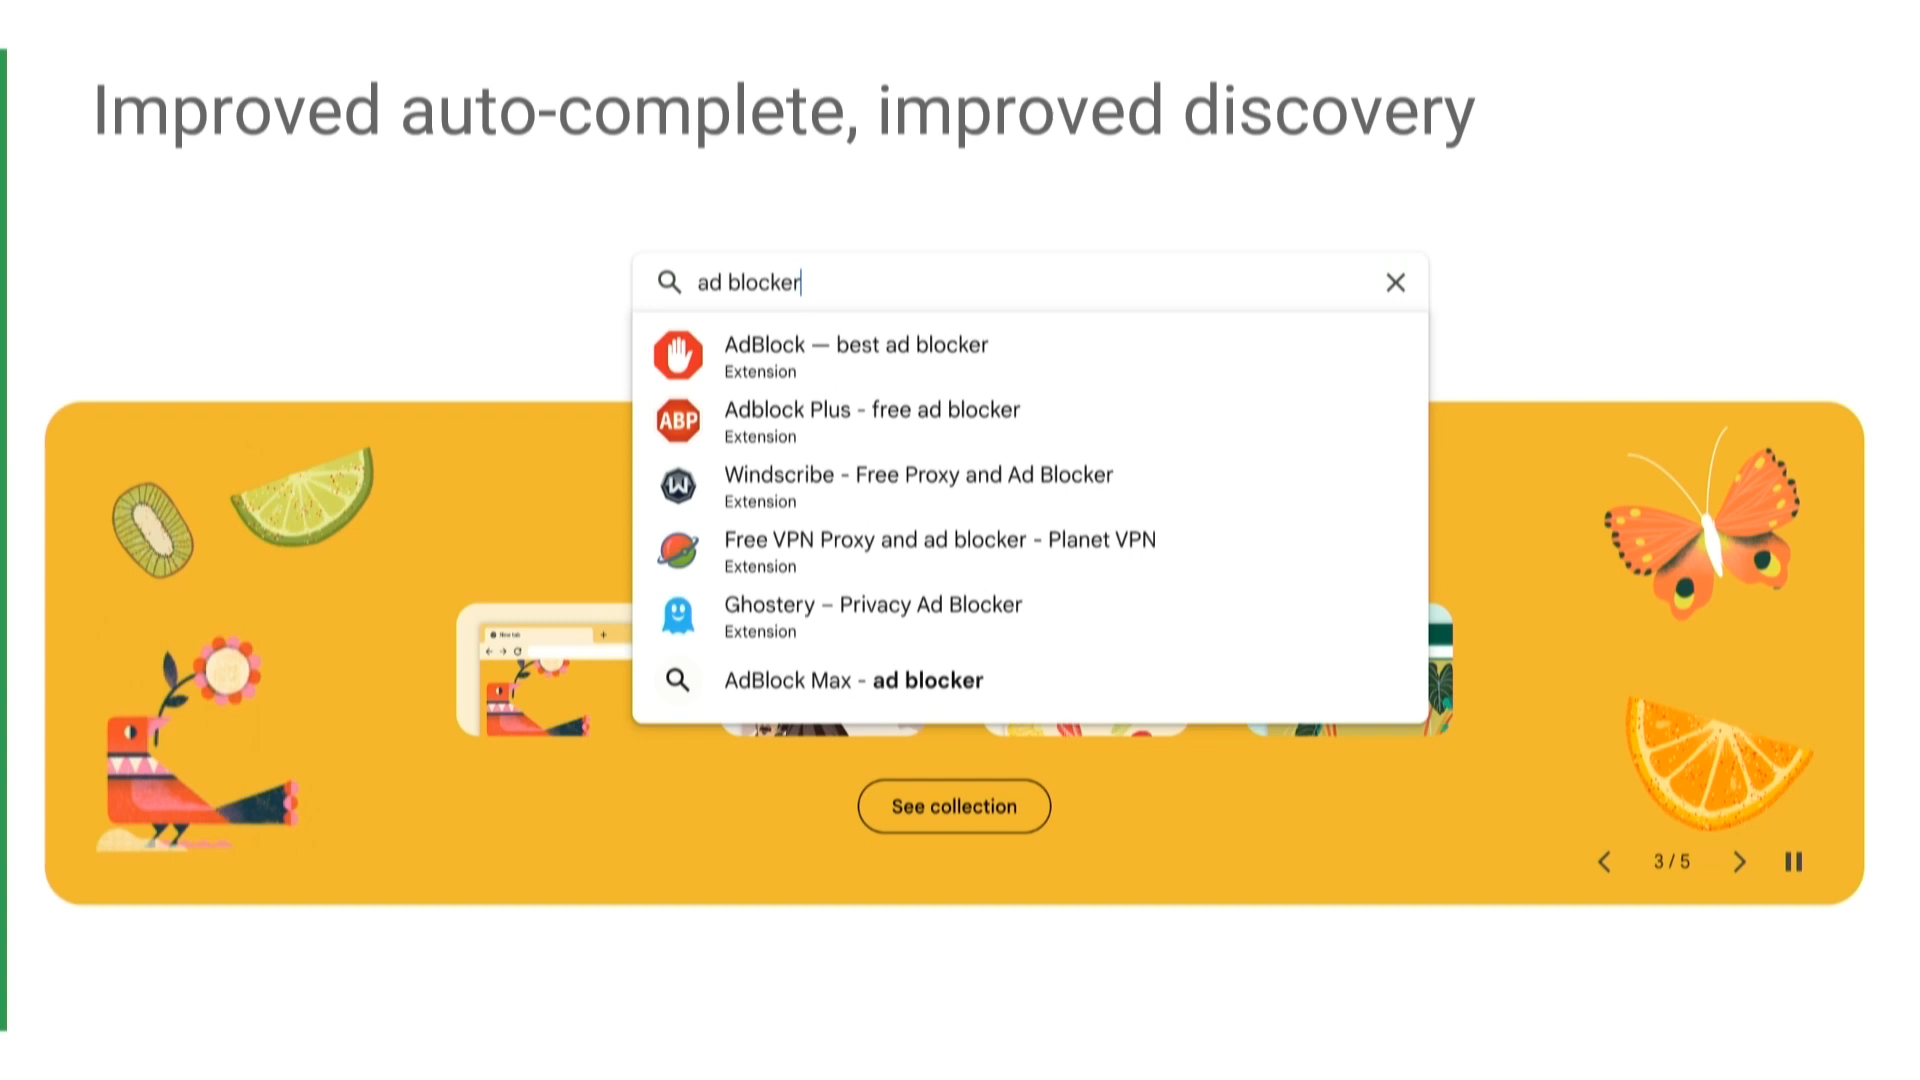 Improved auto-complete, improved discovery
ad blocker
AdBlock — best ad blocker
Extension
ABP
Adblock Plus - free ad blocker
Extension
W
Windscribe - Free Proxy and Ad Blocker
Extension
Free VPN Proxy and ad blocker - Planet VPN
Extension
Ghostery – Privacy Ad Blocker
Extension
AdBlock Max - ad blocker
New tab
See collection
3 / 5